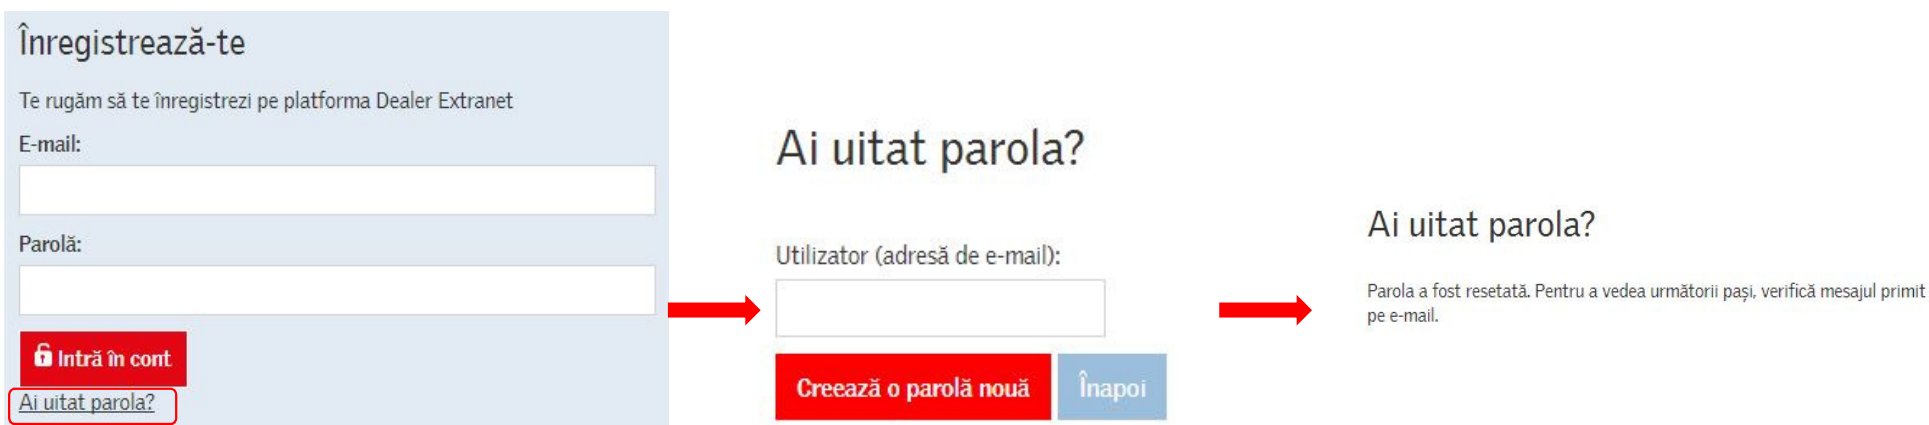 Înregistrează-te
Te rugăm să te înregistrezi pe platforma Dealer Extranet
E-mail:
Parolă:
Intră în cont
Ai uitat parola?
Ai uitat parola?
Utilizator (adresă de e-mail):
Creează o parolă nouă
Înapoi
Ai uitat parola?
Parola a fost resetată. Pentru a vedea următorii pași, verifică mesajul primit
pe e-mail.